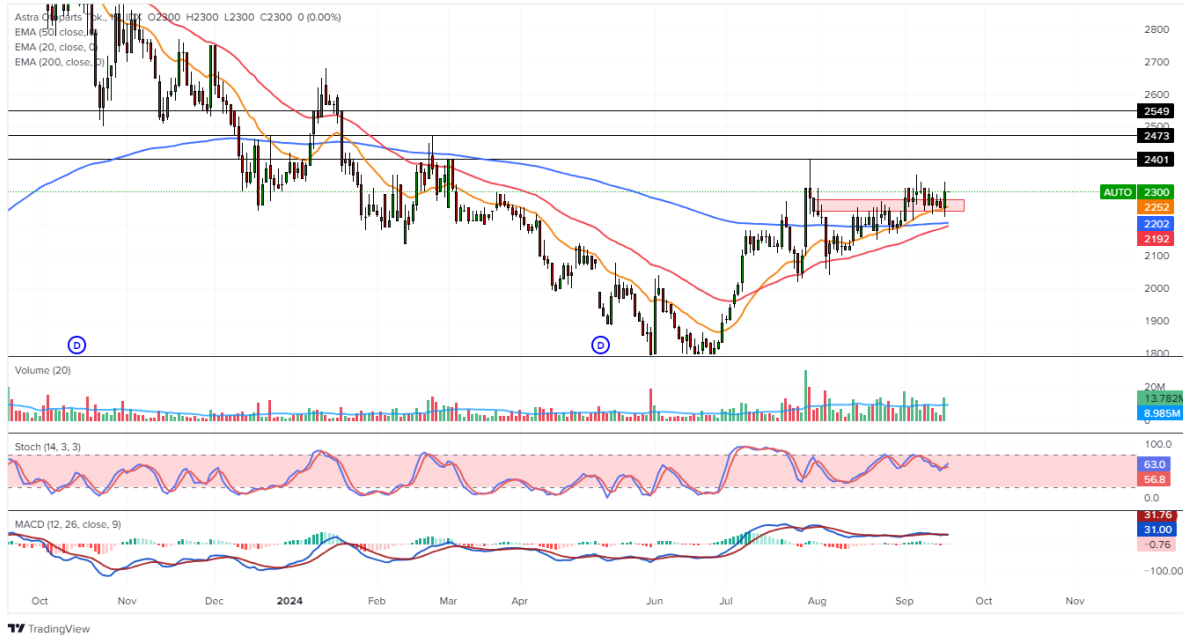 Astra Otoparts Tbk., IDX O2300 H2300 L2300 C2300 0 (0.00%)
EMA (50, close, 0)
EMA (20, close, 0)
EMA (200, close, 0)
2800
2700
2600
2549
2500
2473
2401
AUTO 2300
2252
2202
2192
2100
2000
1900
1800
D D
Volume (20)
20M
13.782M
8.985M
0
Stoch (14, 3, 3)
100.0
63.0
56.8
0.0
MACD (12, 26, close, 9)
31.76
31.00
−0.76
−100.00
Oct Nov Dec 2024 Feb Mar Apr Jun Jul Aug Sep Oct Nov
TradingView